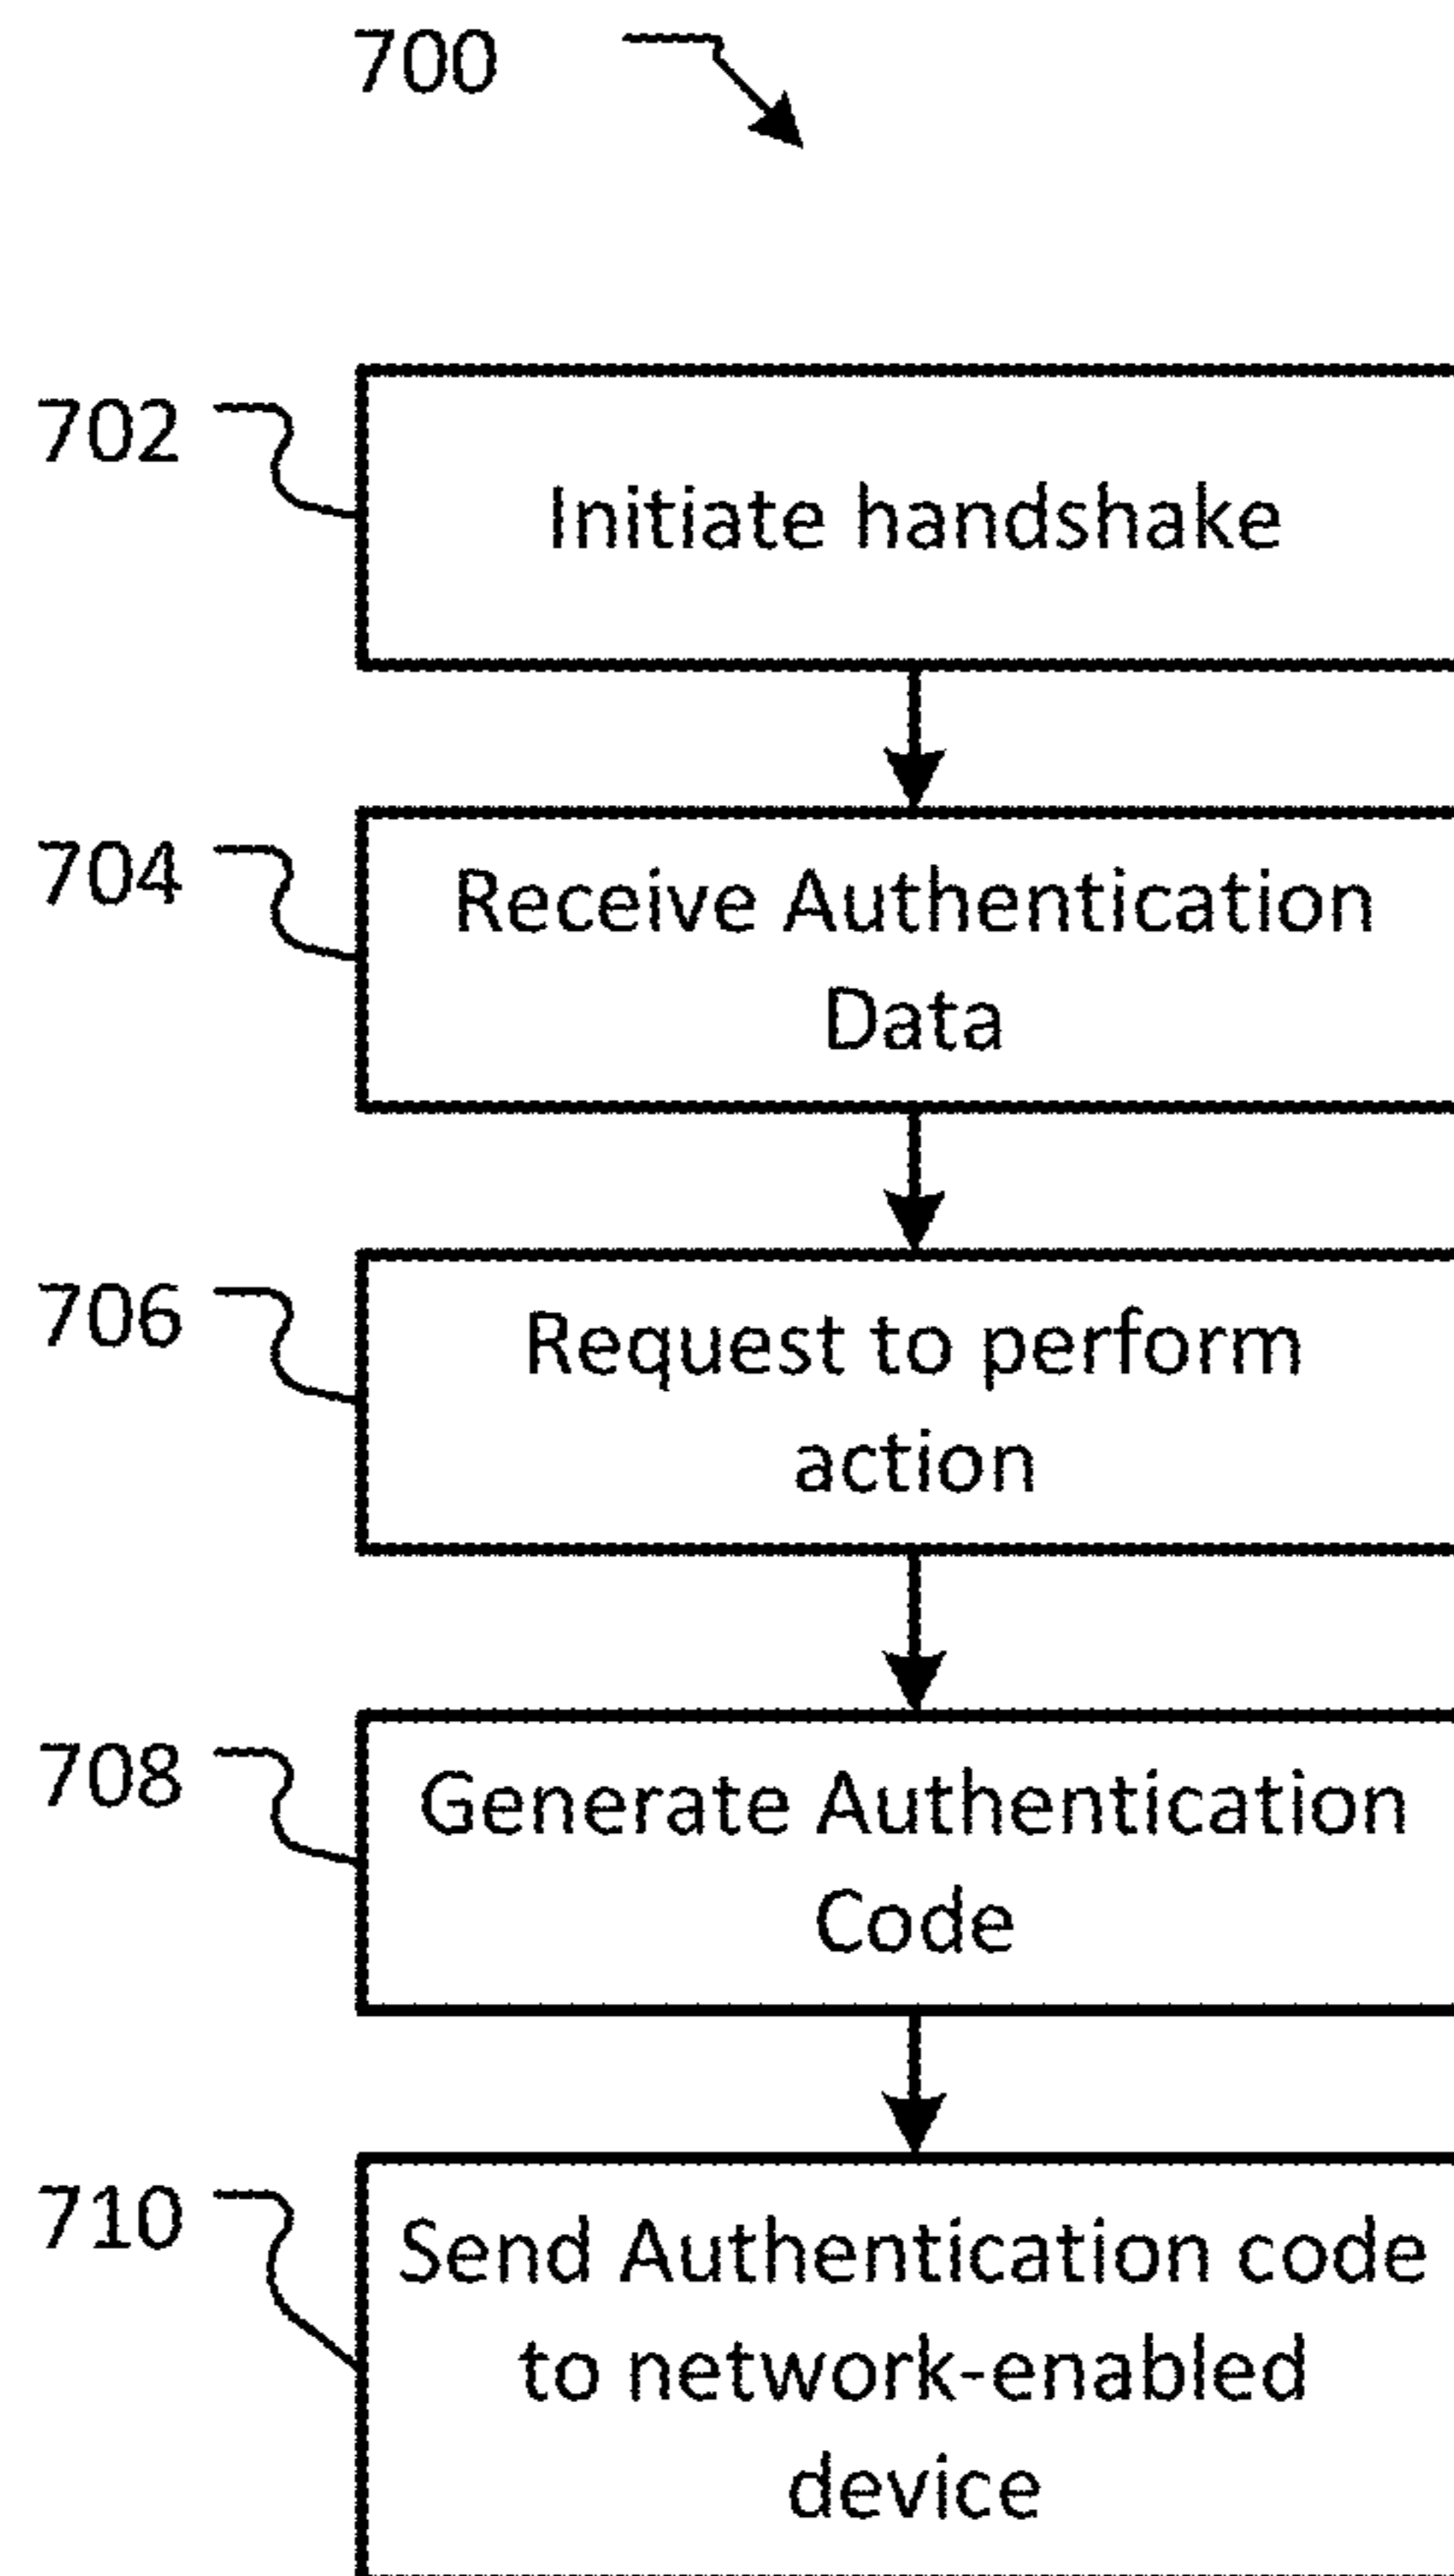 700
702
Initiate handshake
704
Receive Authentication
Data
706
Request to perform
action
708
Generate Authentication
Code
710
Send Authentication code
to network-enabled
device